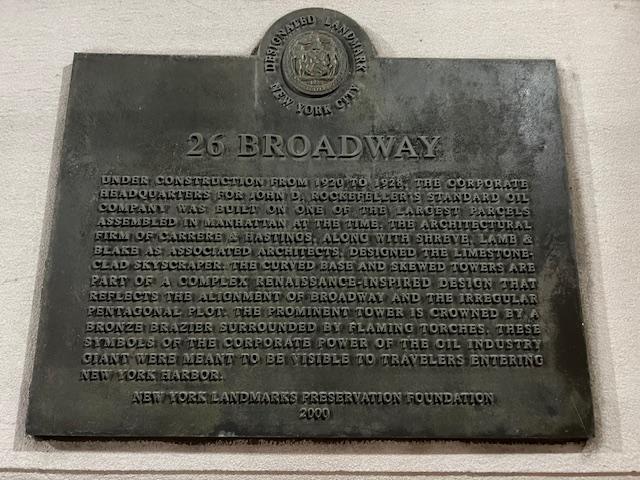 DESIGNATED LANDMARK
NEW YORK CITY
26 BROADWAY
UNDER CONSTRUCTION FROM 1920 TO 1928, THE CORPORATE
HEADQUARTERS FOR JOHN D. ROCKEFELLER'S STANDARD OIL
COMPANY WAS BUILT ON ONE OF THE LARGEST PARCELS
ASSEMBLED IN MANHATTAN AT THE TIME. THE ARCHITECTURAL
FIRM OF CARRERE & HASTINGS, ALONG WITH SHREVE, LAMB &
BLAKE AS ASSOCIATED ARCHITECTS, DESIGNED THE LIMESTONE-
CLAD SKYSCRAPER. THE CURVED BASE AND SKEWED TOWERS ARE
PART OF A COMPLEX RENAISSANCE-INSPIRED DESIGN THAT
REFLECTS THE ALIGNMENT OF BROADWAY AND THE IRREGULAR
PENTAGONAL PLOT. THE PROMINENT TOWER IS CROWNED BY A
BRONZE BRAZIER SURROUNDED BY FLAMING TORCHES. THESE
SYMBOLS OF THE CORPORATE POWER OF THE OIL INDUSTRY
GIANT WERE MEANT TO BE VISIBLE TO TRAVELERS ENTERING
NEW YORK HARBOR.
NEW YORK LANDMARKS PRESERVATION FOUNDATION
2000